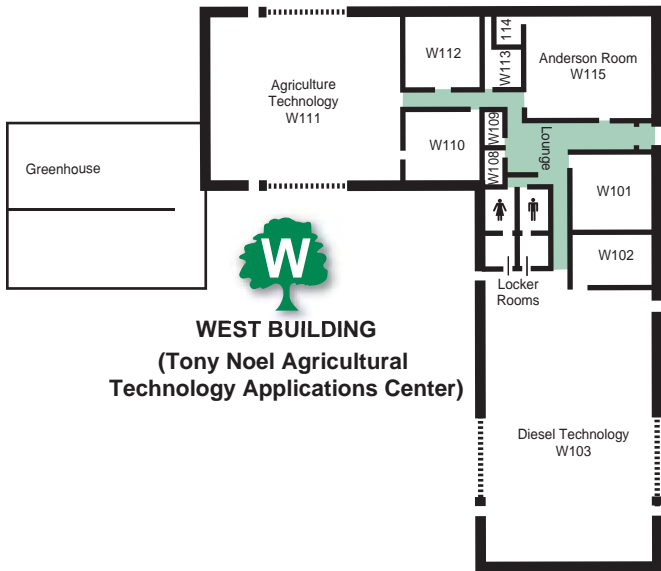 114
W112
W113
Anderson Room
W115
Agriculture
Technology
W111
W109
W110
Lounge
W108
Greenhouse
W101
W
W102
Locker
Rooms
WEST BUILDING
(Tony Noel Agricultural
Technology Applications Center)
Diesel Technology
W103